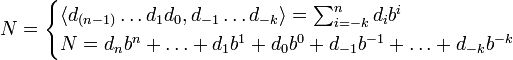 N = { ⟨d_{(n−1)} … d_1 d_0, d_{−1} … d_{−k}⟩ = ∑_{i=−k}^{n} d_i b^i
N = d_n b^n + … + d_1 b^1 + d_0 b^0 + d_{−1} b^{−1} + … + d_{−k} b^{−k}